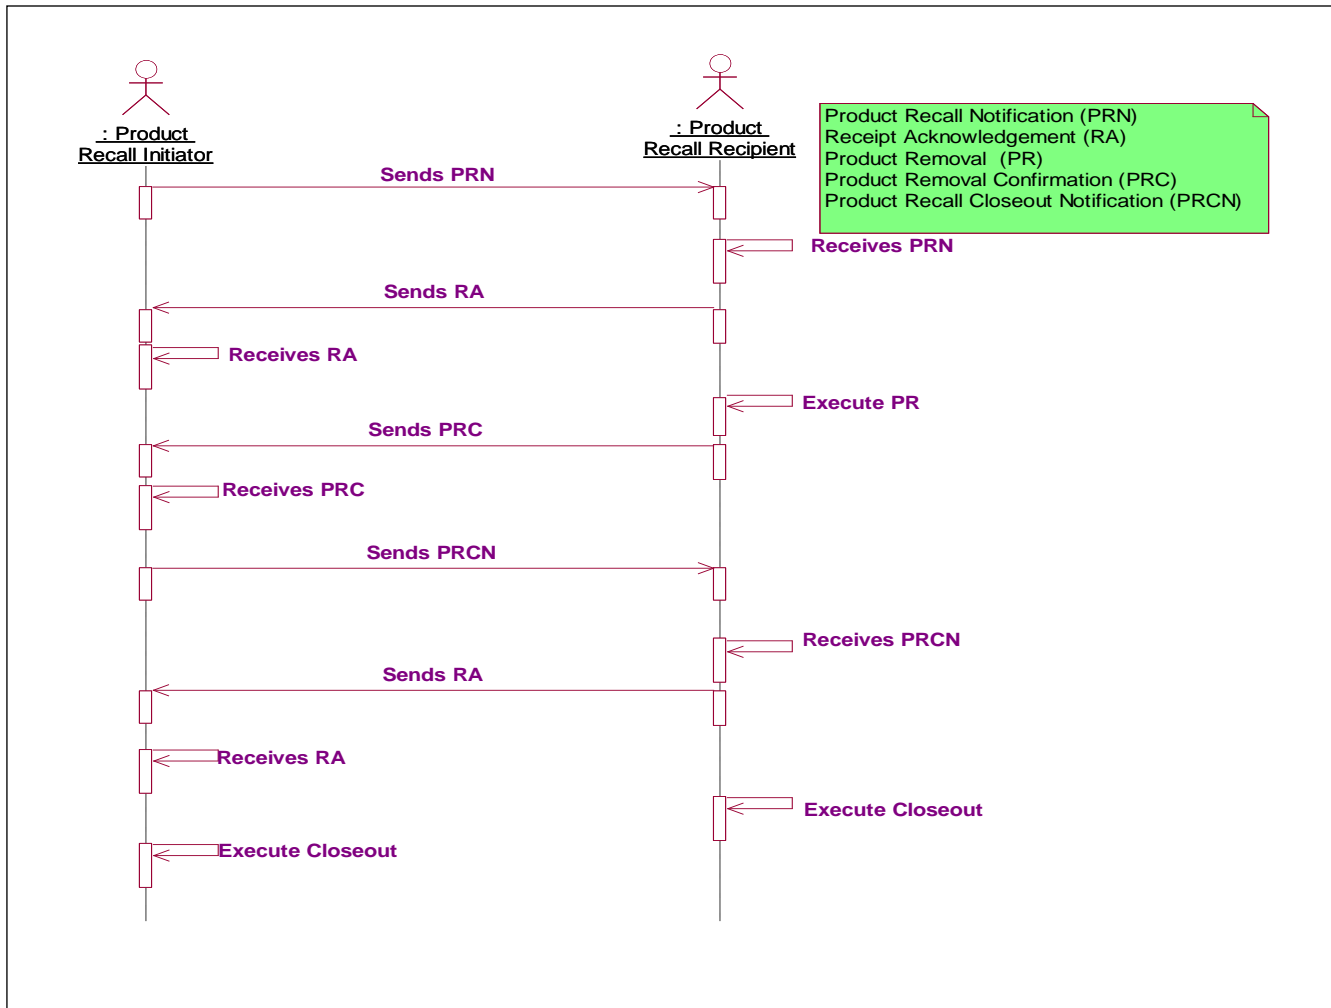 : Product
Recall Initiator
: Product
Recall Recipient
Product Recall Notification (PRN)
Receipt Acknowledgement (RA)
Product Removal (PR)
Product Removal Confirmation (PRC)
Product Recall Closeout Notification (PRCN)
Sends PRN
Receives PRN
Sends RA
Receives RA
Execute PR
Sends PRC
Receives PRC
Sends PRCN
Receives PRCN
Sends RA
Receives RA
Execute Closeout
Execute Closeout